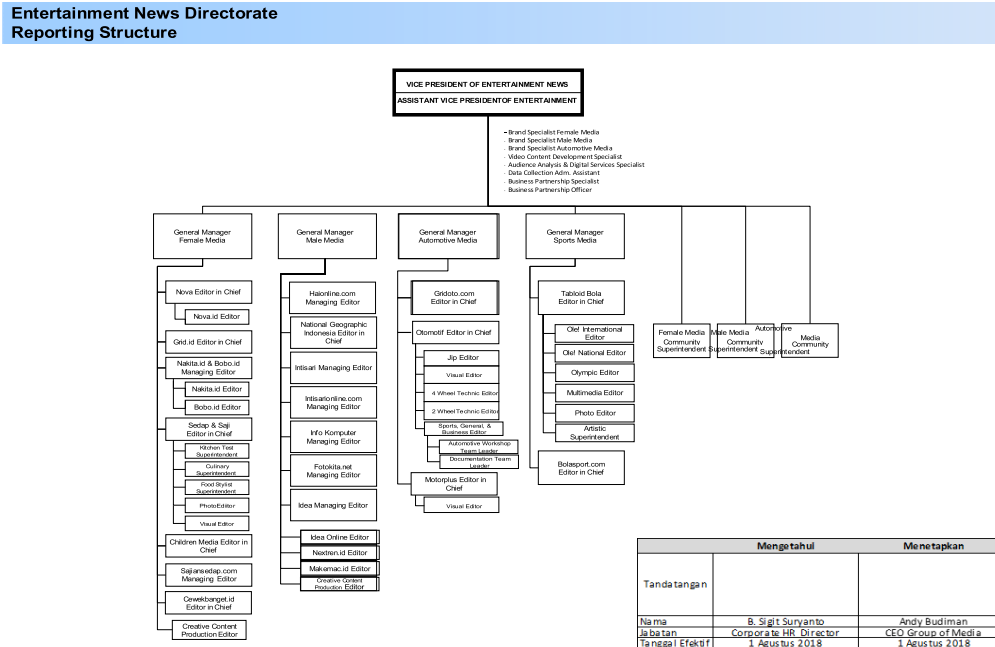 Entertainment News Directorate
Reporting Structure
VICE PRESIDENT OF ENTERTAINMENT NEWS
ASSISTANT VICE PRESIDENTOF ENTERTAINMENT
- Brand Specialist Female Media
- Brand Specialist Male Media
- Brand Specialist Automotive Media
- Video Content Development Specialist
- Audience Analysis & Digital Services Specialist
- Data Collection Adm. Assistant
- Business Partnership Specialist
- Business Partnership Officer
General Manager
Female Media
Nova Editor in Chief
Nova.id Editor
Grid.id Editor in Chief
Nakita.id & Bobo.id
Managing Editor
Nakita.id Editor
Bobo.id Editor
Sedap & Saji
Editor in Chief
Kitchen Test
Superintendent
Culinary
Superintendent
Food Stylist
Superintendent
PhotoEditor
Visual Editor
Children Media Editor in
Chief
Sajiansedap.com
Managing Editor
Cewekbanget.id
Editor in Chief
Creative Content
Production Editor
General Manager
Male Media
Haionline.com
Managing Editor
National Geographic
Indonesia Editor in
Chief
Intisari Managing Editor
Intisarionline.com
Managing Editor
Info Komputer
Managing Editor
Fotokita.net
Managing Editor
Idea Managing Editor
Idea Online Editor
Nextren.id Editor
Makemac.id Editor
Creative Content
Production Editor
General Manager
Automotive Media
Gridoto.com
Editor in Chief
Otomotif Editor in Chief
Jip Editor
Visual Editor
4 Wheel Technic Editor
2 Wheel Technic Editor
Sports, General, &
Business Editor
Automotive Workshop
Team Leader
Documentation Team
Leader
Motorplus Editor in
Chief
Visual Editor
General Manager
Sports Media
Tabloid Bola
Editor in Chief
Ole! International
Editor
Ole! National Editor
Olympic Editor
Multimedia Editor
Photo Editor
Artistic
Superintendent
Bolasport.com
Editor in Chief
Female Media
Community
Superintendent
Male Media
Community
Superintendent
Automotive
Media
Community
Superintendent
Mengetahui Menetapkan
Tandatangan
Nama B. Sigit Suryanto Andy Budiman
Jabatan Corporate HR Director CEO Group of Media
Tanggal Efektif 1 Agustus 2018 1 Agustus 2018